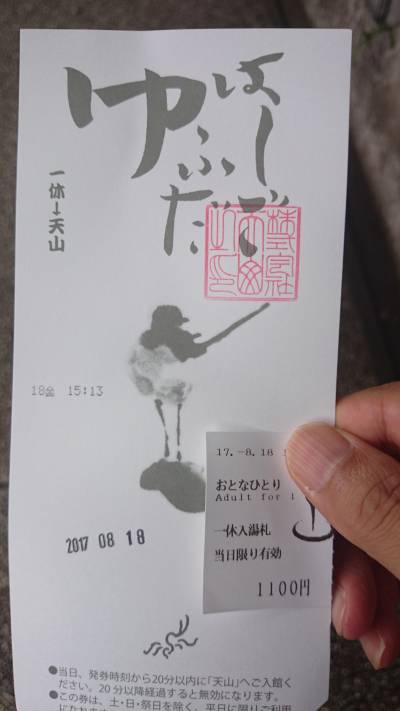 はしご
ゆふだ
一休→天山
18金 15:13
2017 08 18
17.-8.18
おとなひとり
Adult for 1
一休入湯札
当日限り有効
1100円
●当日、発券時刻から20分以内に「天山」へご入館く
ださい。20分以降経過すると無効になります。
●この券は、土・日・祭日を除く、平日に限りご利用